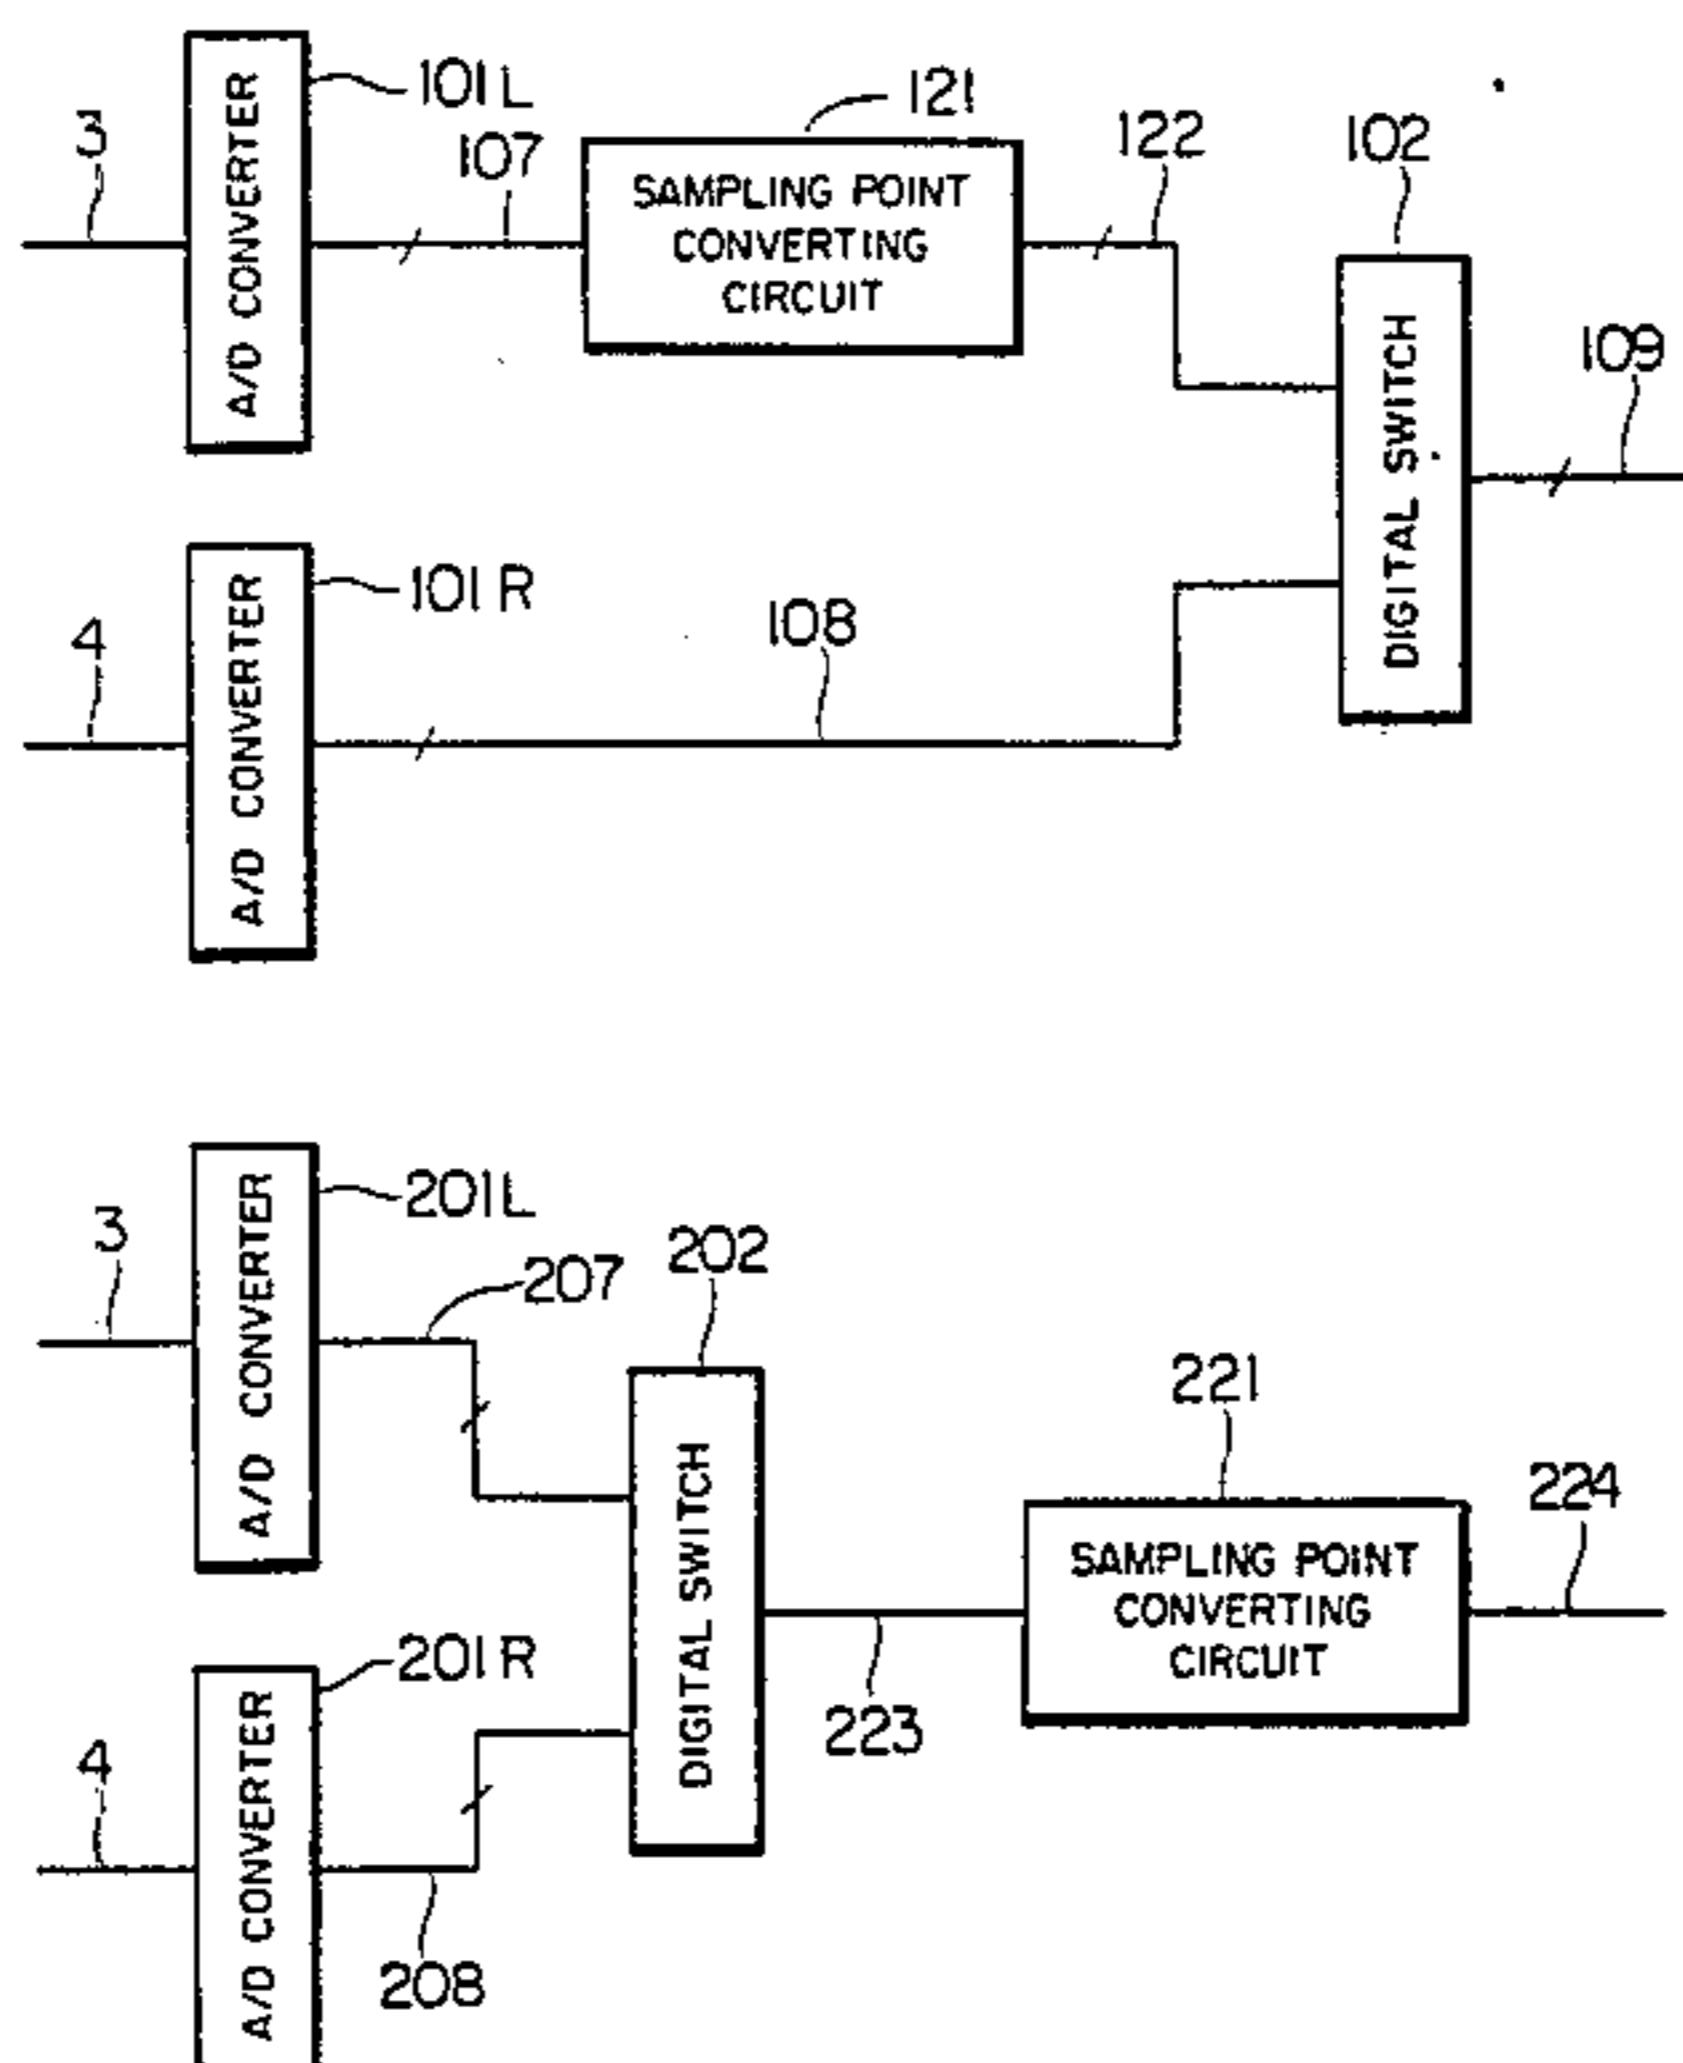 3
A/D CONVERTER
101L
107
121
SAMPLING POINT
CONVERTING
CIRCUIT
122
102
DIGITAL SWITCH
109
4
A/D CONVERTER
101R
108
3
A/D CONVERTER
201L
207
202
DIGITAL SWITCH
221
SAMPLING POINT
CONVERTING
CIRCUIT
224
223
4
A/D CONVERTER
201R
208